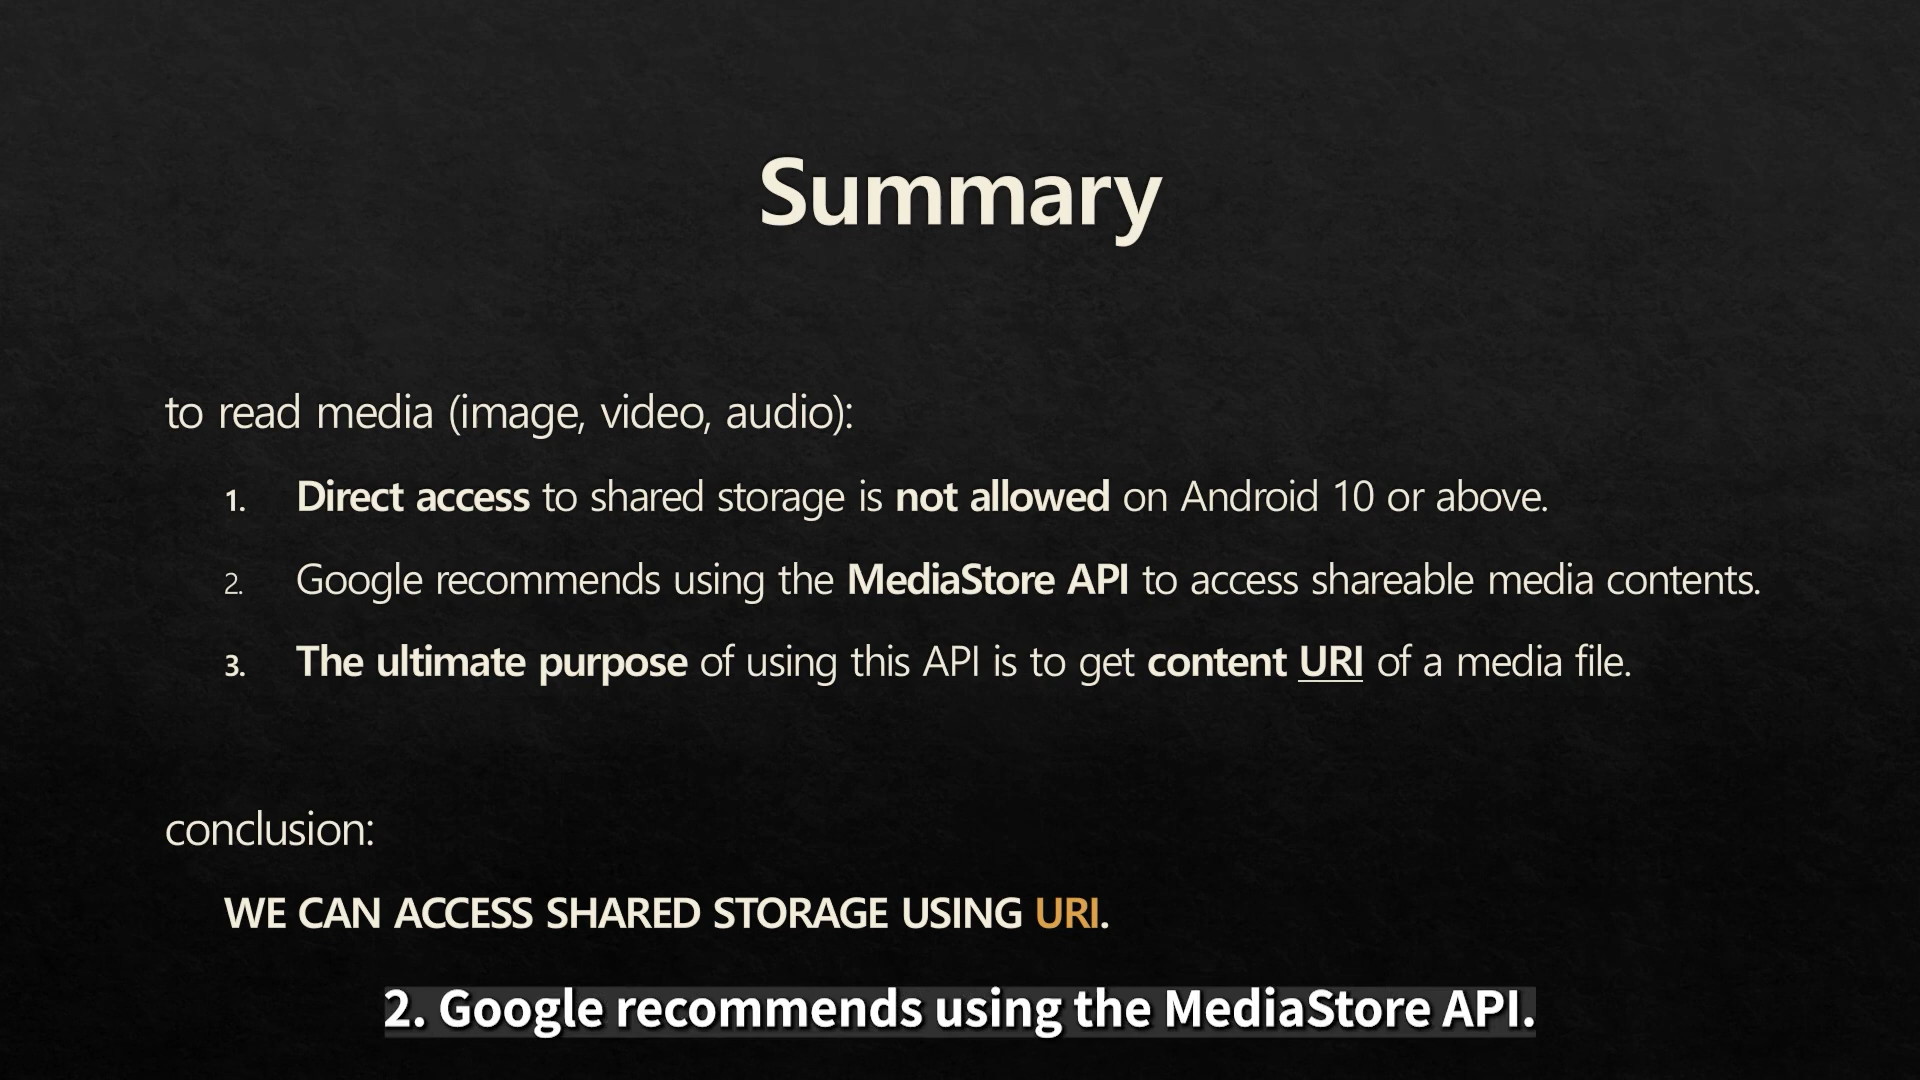 Summary
to read media (image, video, audio):
1. Direct access to shared storage is not allowed on Android 10 or above.
2. Google recommends using the MediaStore API to access shareable media contents.
3. The ultimate purpose of using this API is to get content URI of a media file.
conclusion:
WE CAN ACCESS SHARED STORAGE USING URI.
2. Google recommends using the MediaStore API.